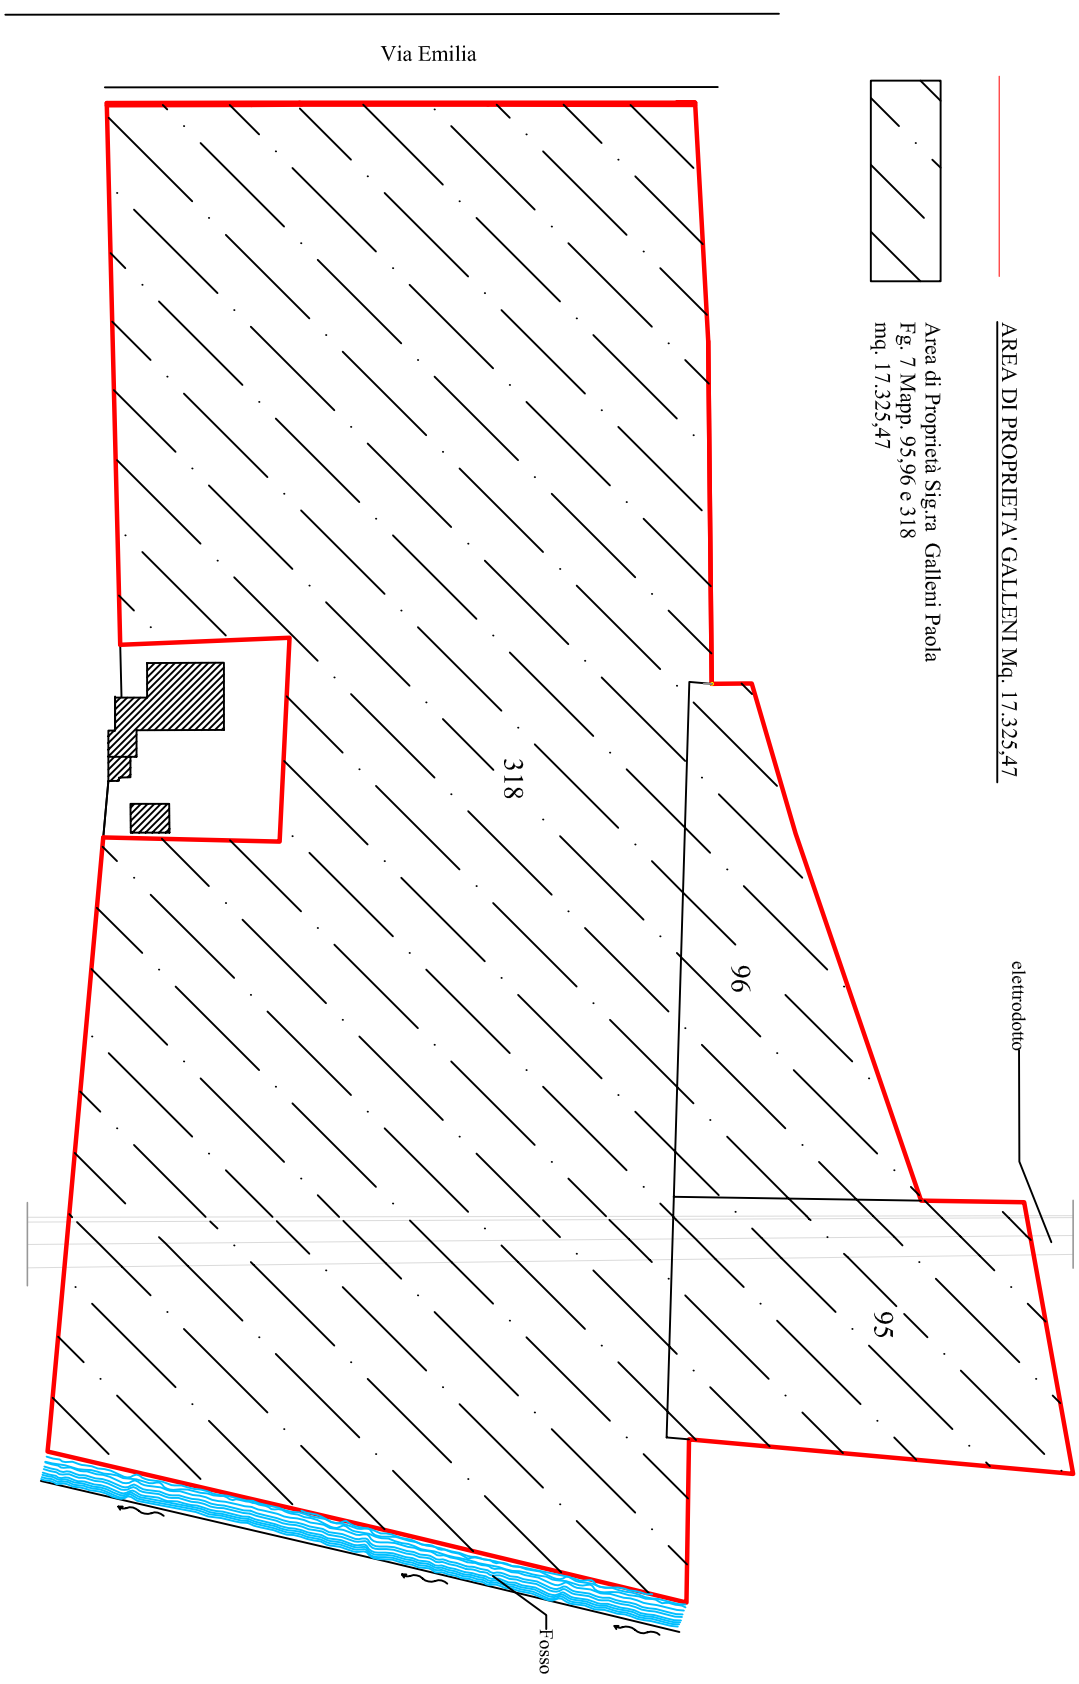 Via Emilia
AREA DI PROPRIETA' GALLENI Mq. 17.325,47
Area di Proprietà Sig.ra Galleni Paola
Fg. 7 Mapp. 95,96 e 318
mq. 17.325,47
318
96
elettrodotto
95
Fosso